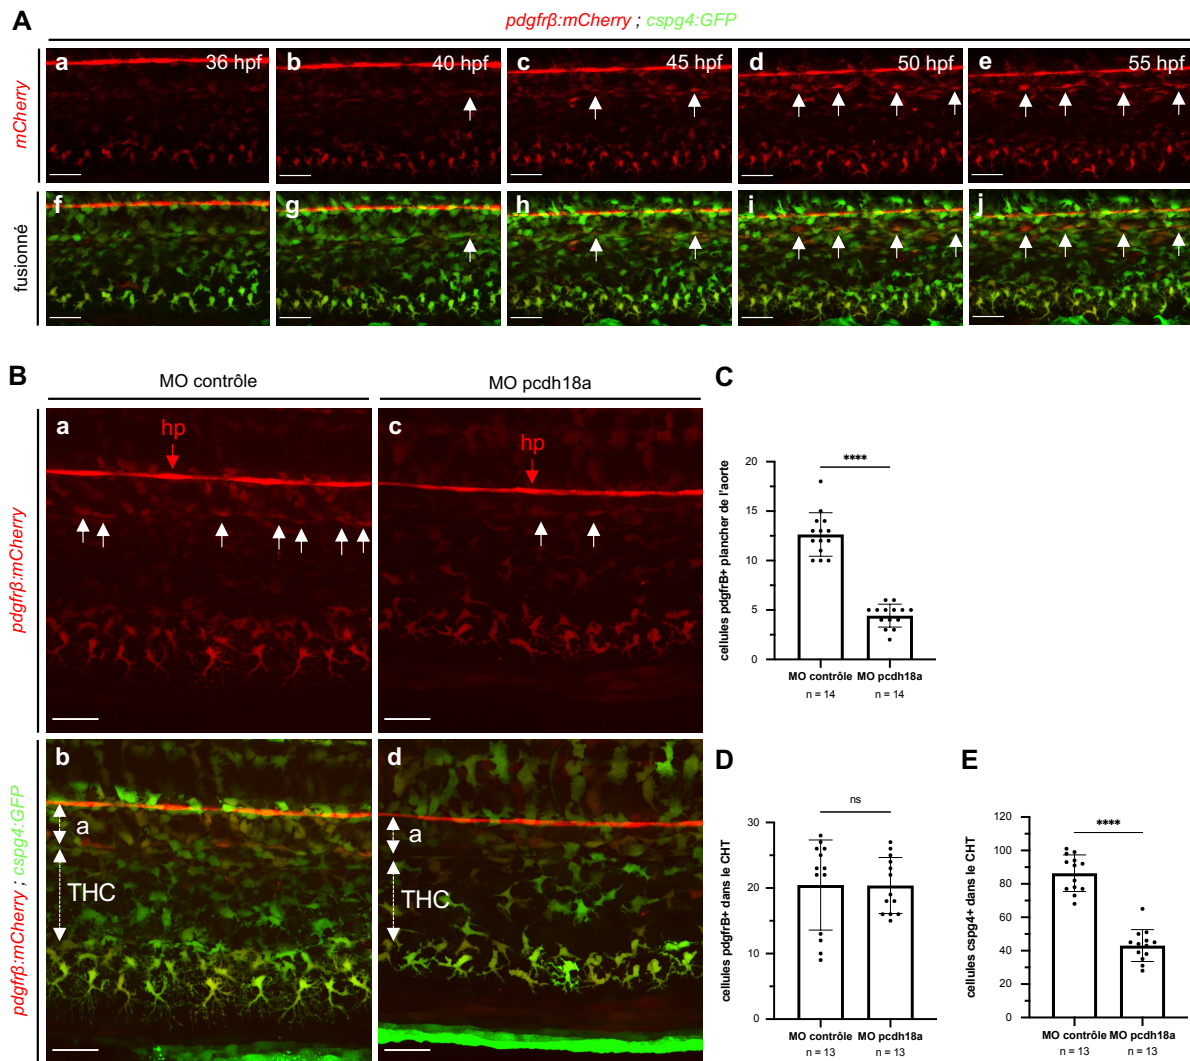 A
pdgfrβ:mCherry ; cspg4:GFP
mCherry
a
36 hpf
b
40 hpf
c
45 hpf
d
50 hpf
e
55 hpf
fusionné
f
g
h
i
j
B
MO contrôle
MO pcdh18a
pdgfrβ:mCherry
a
hp
c
hp
pdgfrβ:mCherry ; cspg4:GFP
b
a
THC
d
a
THC
C
cellules pdgfrB+ plancher de l'aorte
20
15
10
5
0
****
MO contrôle
MO pcdh18a
n = 14
n = 14
D
cellules pdgfrB+ dans le CHT
30
20
10
0
ns
MO contrôle
MO pcdh18a
n = 13
n = 13
E
cellules cspg4+ dans le CHT
120
100
80
60
40
20
0
****
MO contrôle
MO pcdh18a
n = 13
n = 13